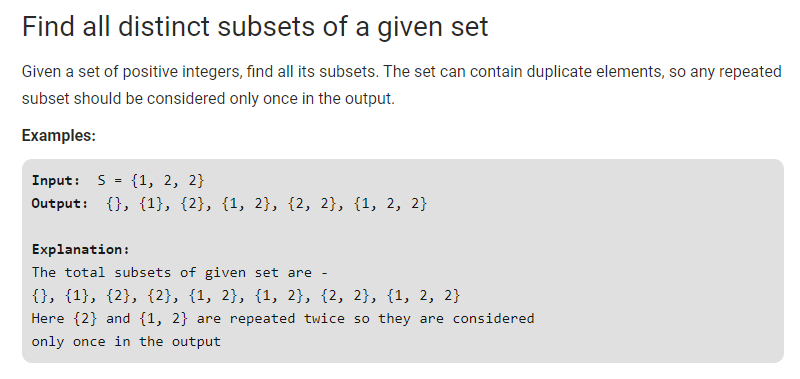 Find all distinct subsets of a given set
Given a set of positive integers, find all its subsets. The set can contain duplicate elements, so any repeated
subset should be considered only once in the output.
Examples:
Input:  S = {1, 2, 2}
Output:  {}, {1}, {2}, {1, 2}, {2, 2}, {1, 2, 2}
Explanation:
The total subsets of given set are -
{}, {1}, {2}, {2}, {1, 2}, {1, 2}, {2, 2}, {1, 2, 2}
Here {2} and {1, 2} are repeated twice so they are considered
only once in the output